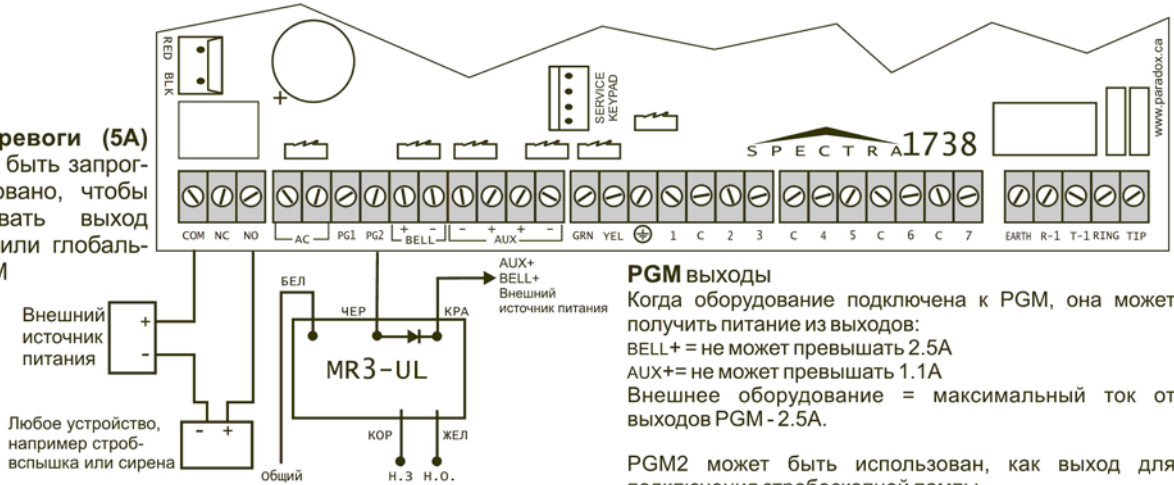 RED BLK
SERVICE
KEYPAD
www.paradox.ca
SPECTRA 1738
COM NC NO AC PG1 PG2 + - BELL - + + - AUX GRN YEL 1 C 2 3 C 4 5 C 6 C 7 EARTH R-1 T-1 RING TIP
ревоги (5А)
быть запрог-
овано, чтобы
вать выход
или глобаль-
М
Внешний
источник
питания
+
-
Любое устройство,
например строб-
вспышка или сирена
- +
БЕЛ
ЧЕР
КРА
MR3-UL
КОР
ЖЕЛ
Общий
Н.З Н.О.
AUX+
BELL+
Внешний
источник питания
PGM выходы
Когда оборудование подключена к PGM, она может
получить питание из выходов:
BELL+ = не может превышать 2.5А
AUX+= не может превышать 1.1А
Внешнее оборудование = максимальный ток от
выходов PGM - 2.5А.
PGM2 может быть использован, как выход для